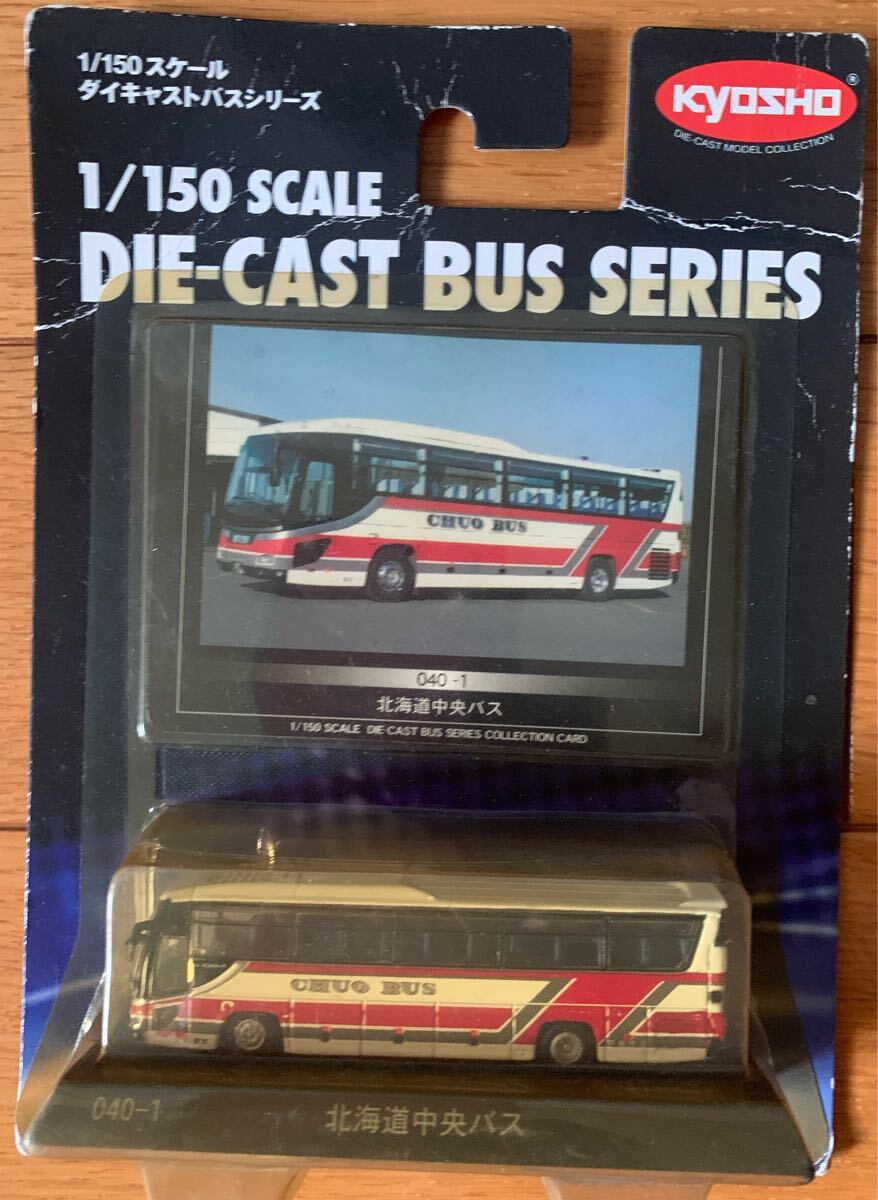 1/150スケール
ダイキャストバスシリーズ
KYOSHO
®
DIE-CAST MODEL COLLECTION
1/150 SCALE
DIE-CAST BUS SERIES
CHUO BUS
040-1
北海道中央バス
1/150 SCALE DIE CAST BUS SERIES COLLECTION CARD
CHUO BUS
040-1
北海道中央バス